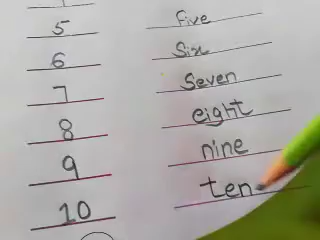 5 Five
6 Six
7 Seven
8 eight
9 nine
10 ten